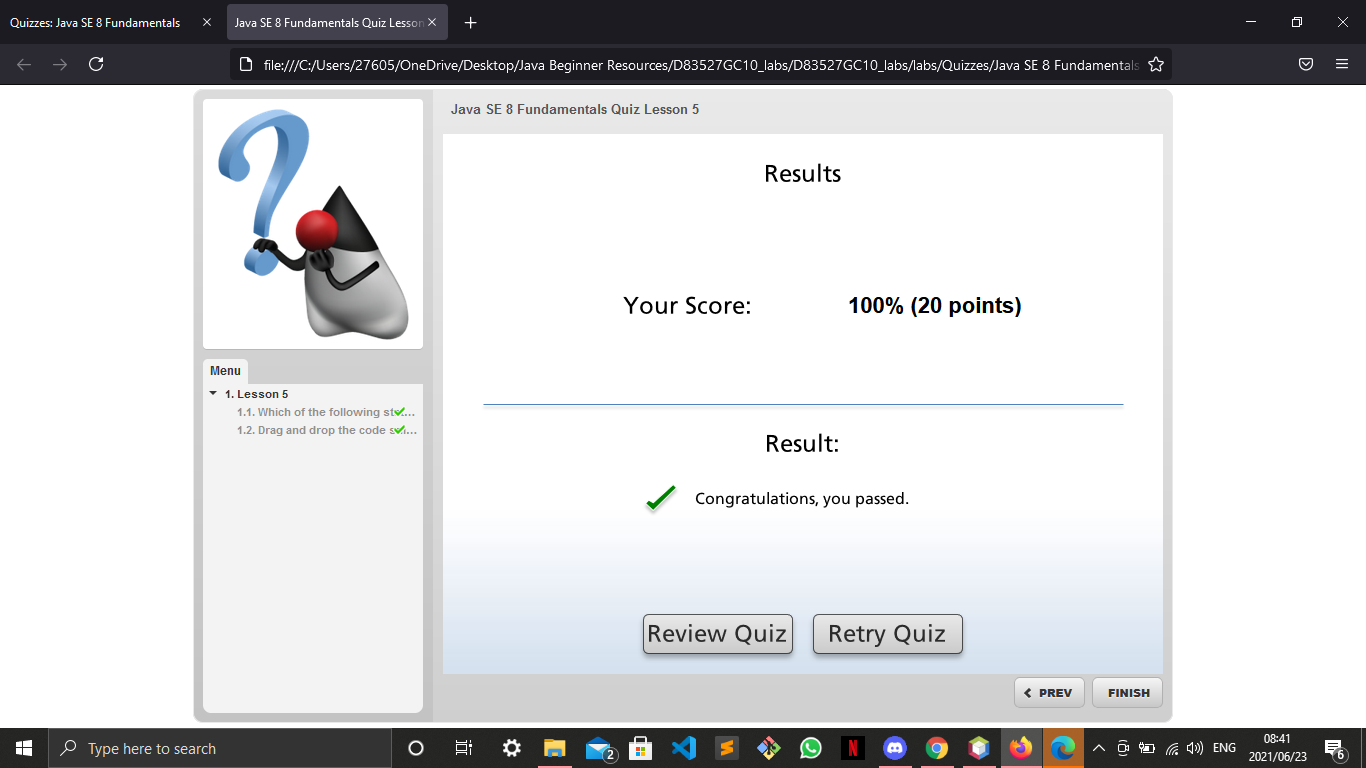 Quizzes: Java SE 8 Fundamentals
Java SE 8 Fundamentals Quiz Lesson
file:///C:/Users/27605/OneDrive/Desktop/Java Beginner Resources/D83527GC10_labs/D83527GC10_labs/labs/Quizzes/Java SE 8 Fundamentals
Java SE 8 Fundamentals Quiz Lesson 5
Results
Your Score: 100% (20 points)
Menu
1. Lesson 5
1.1. Which of the following st...
1.2. Drag and drop the code s...
Result:
Congratulations, you passed.
Review Quiz
Retry Quiz
PREV
FINISH
Type here to search
2
N
ENG
08:41
2021/06/23
6